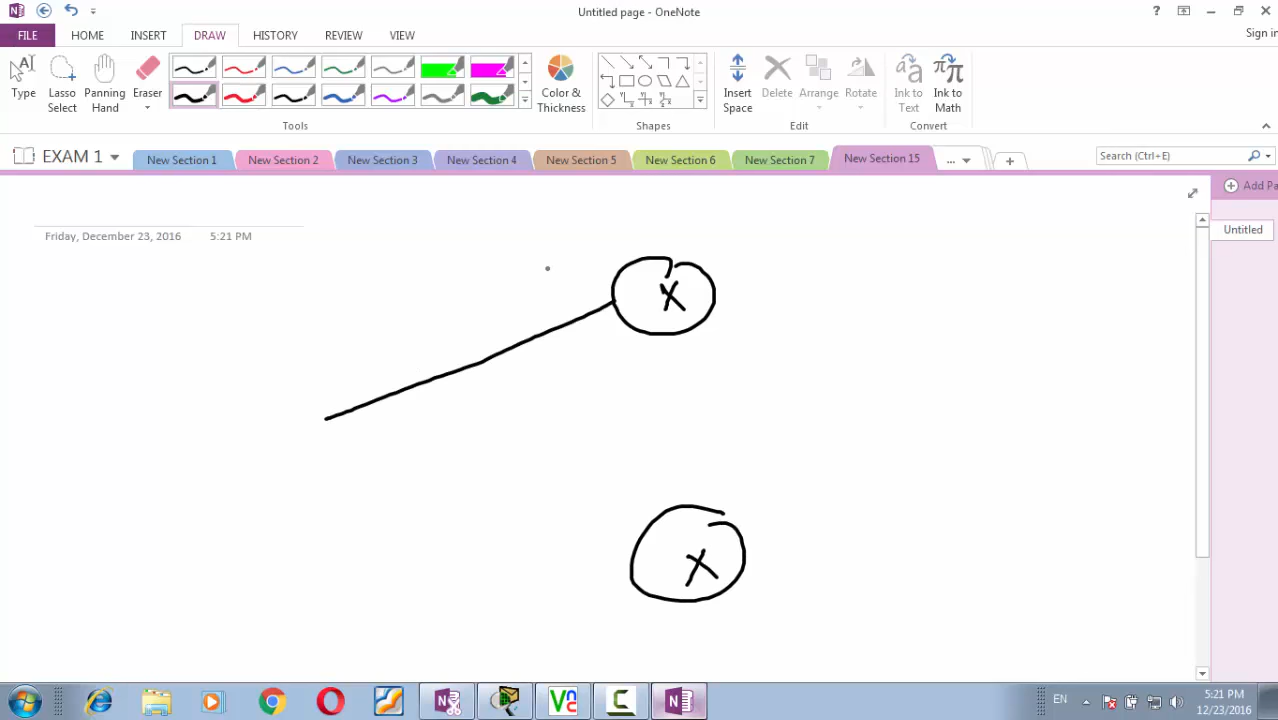 Untitled page - OneNote
? 
Sign in
FILE HOME INSERT DRAW HISTORY REVIEW VIEW
Type
Lasso Select
Panning Hand
Eraser
Color & Thickness
Insert Space
Delete
Arrange
Rotate
Ink to Text
Ink to Math
Tools
Shapes
Edit
Convert
EXAM 1
New Section 1 New Section 2 New Section 3 New Section 4 New Section 5 New Section 6 New Section 7 New Section 15 ...
Search (Ctrl+E)
Add Pa
Untitled
Friday, December 23, 2016 5:21 PM
X
X
EN
5:21 PM
12/23/2016